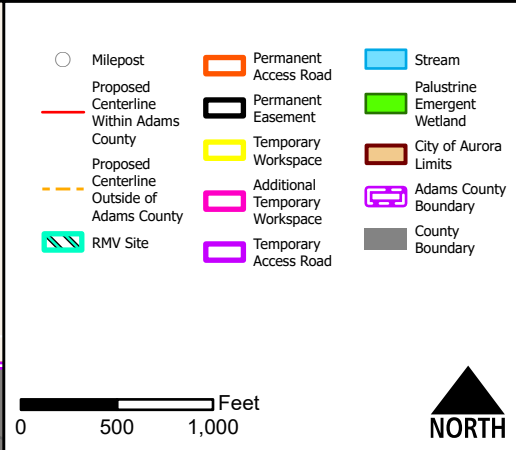 Milepost
Proposed
Centerline
Within Adams
County
Proposed
Centerline
Outside of
Adams County
RMV Site
Permanent
Access Road
Permanent
Easement
Temporary
Workspace
Additional
Temporary
Workspace
Temporary
Access Road
Stream
Palustrine
Emergent
Wetland
City of Aurora
Limits
Adams County
Boundary
County
Boundary
Feet
0 500 1,000
NORTH